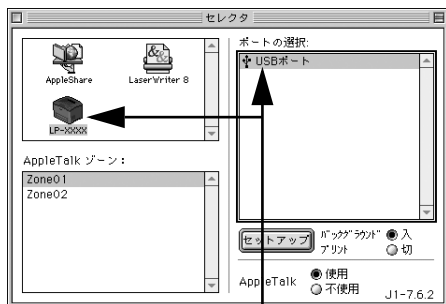 セレクタ
AppleShare
LaserWriter 8
LP-XXXX
AppleTalk ゾーン：
Zone01
Zone02
ポートの選択:
USBポート
セットアップ
バックグラウンド
プリント
入
切
AppleTalk
使用
不使用
J1-7.6.2